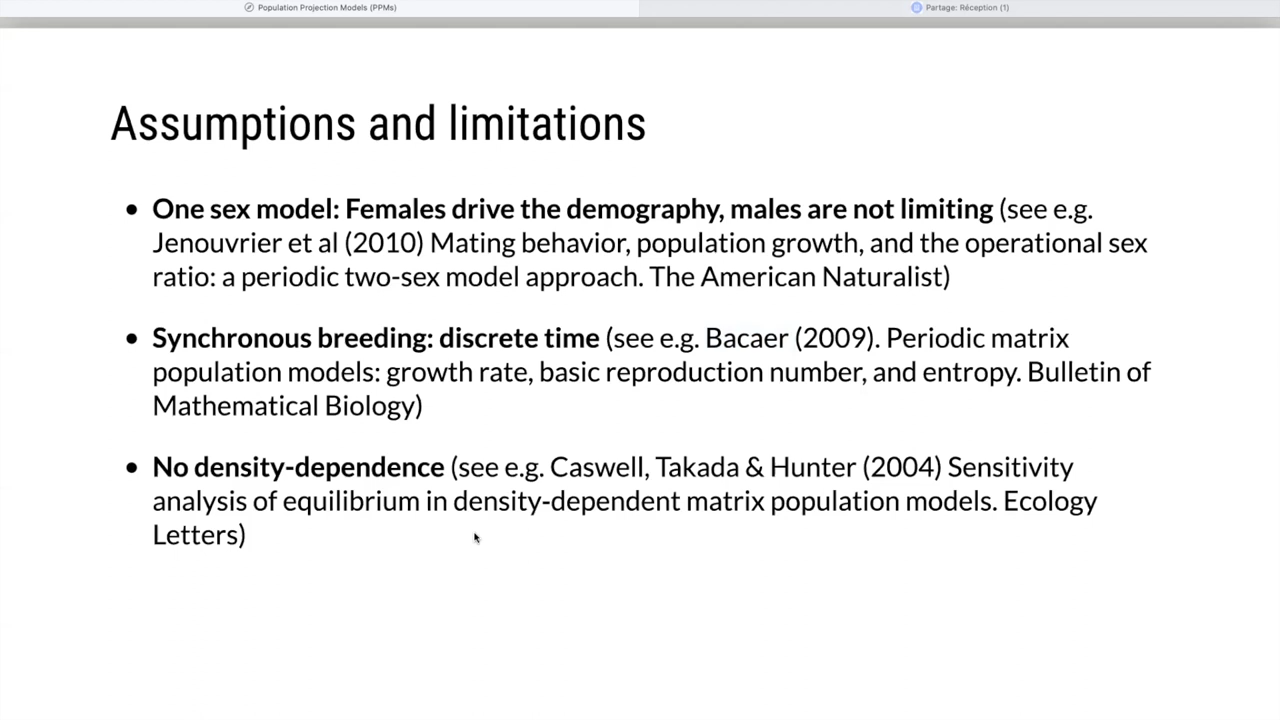 Population Projection Models (PPMs)
Partage: Réception (1)
Assumptions and limitations
• One sex model: Females drive the demography, males are not limiting (see e.g.
Jenouvrier et al (2010) Mating behavior, population growth, and the operational sex
ratio: a periodic two-sex model approach. The American Naturalist)
• Synchronous breeding: discrete time (see e.g. Bacaer (2009). Periodic matrix
population models: growth rate, basic reproduction number, and entropy. Bulletin of
Mathematical Biology)
• No density-dependence (see e.g. Caswell, Takada & Hunter (2004) Sensitivity
analysis of equilibrium in density-dependent matrix population models. Ecology
Letters)